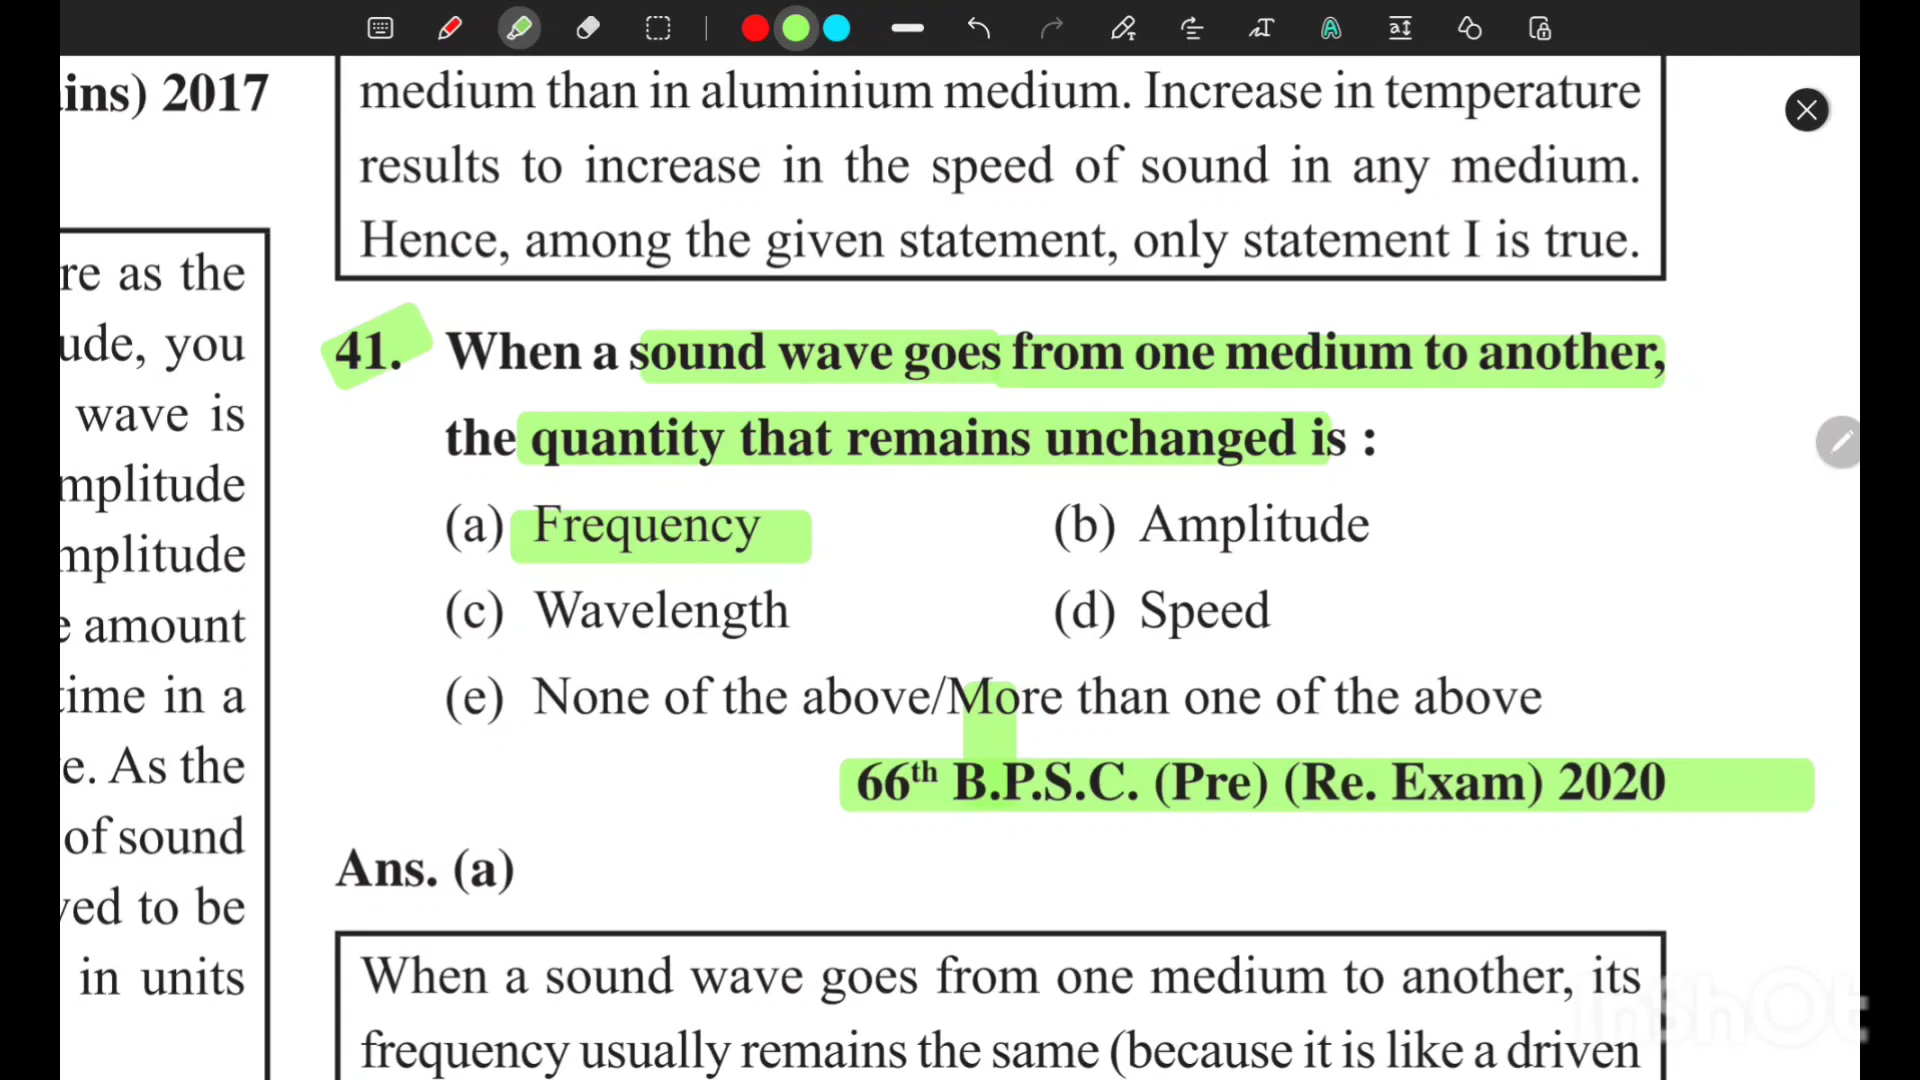 ins) 2017
re as the
ude, you
wave is
mplitude
mplitude
e amount
time in a
e. As the
of sound
ved to be
in units
medium than in aluminium medium. Increase in temperature
results to increase in the speed of sound in any medium.
Hence, among the given statement, only statement I is true.
41. When a sound wave goes from one medium to another,
the quantity that remains unchanged is :
(a) Frequency (b) Amplitude
(c) Wavelength (d) Speed
(e) None of the above/More than one of the above
66th B.P.S.C. (Pre) (Re. Exam) 2020
Ans. (a)
When a sound wave goes from one medium to another, its
frequency usually remains the same (because it is like a driven
InShOt